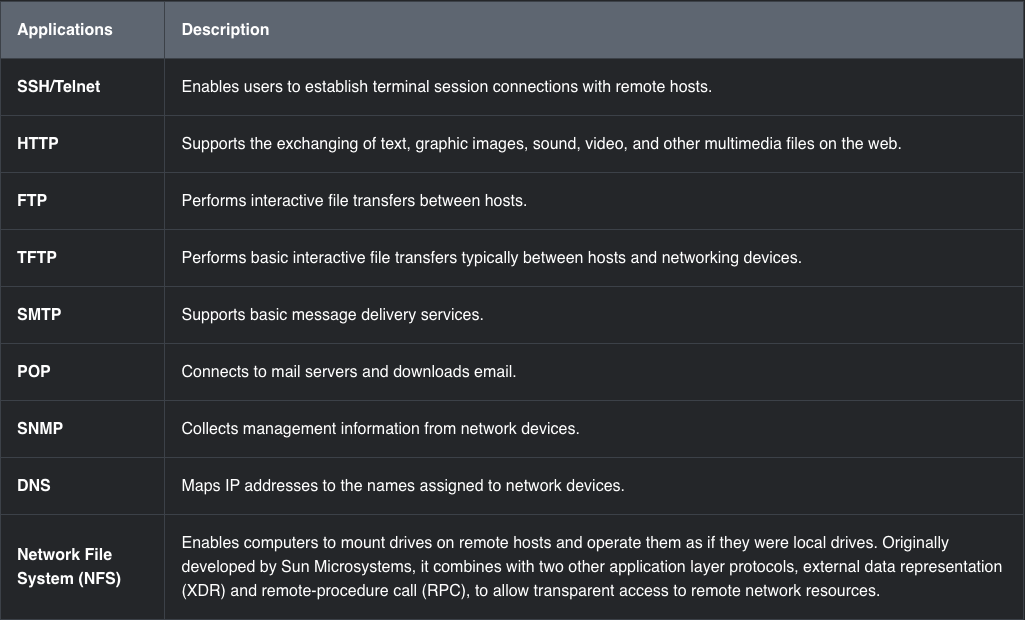 Applications Description
SSH/Telnet Enables users to establish terminal session connections with remote hosts.
HTTP Supports the exchanging of text, graphic images, sound, video, and other multimedia files on the web.
FTP Performs interactive file transfers between hosts.
TFTP Performs basic interactive file transfers typically between hosts and networking devices.
SMTP Supports basic message delivery services.
POP Connects to mail servers and downloads email.
SNMP Collects management information from network devices.
DNS Maps IP addresses to the names assigned to network devices.
Network File
System (NFS)
Enables computers to mount drives on remote hosts and operate them as if they were local drives. Originally
developed by Sun Microsystems, it combines with two other application layer protocols, external data representation
(XDR) and remote-procedure call (RPC), to allow transparent access to remote network resources.